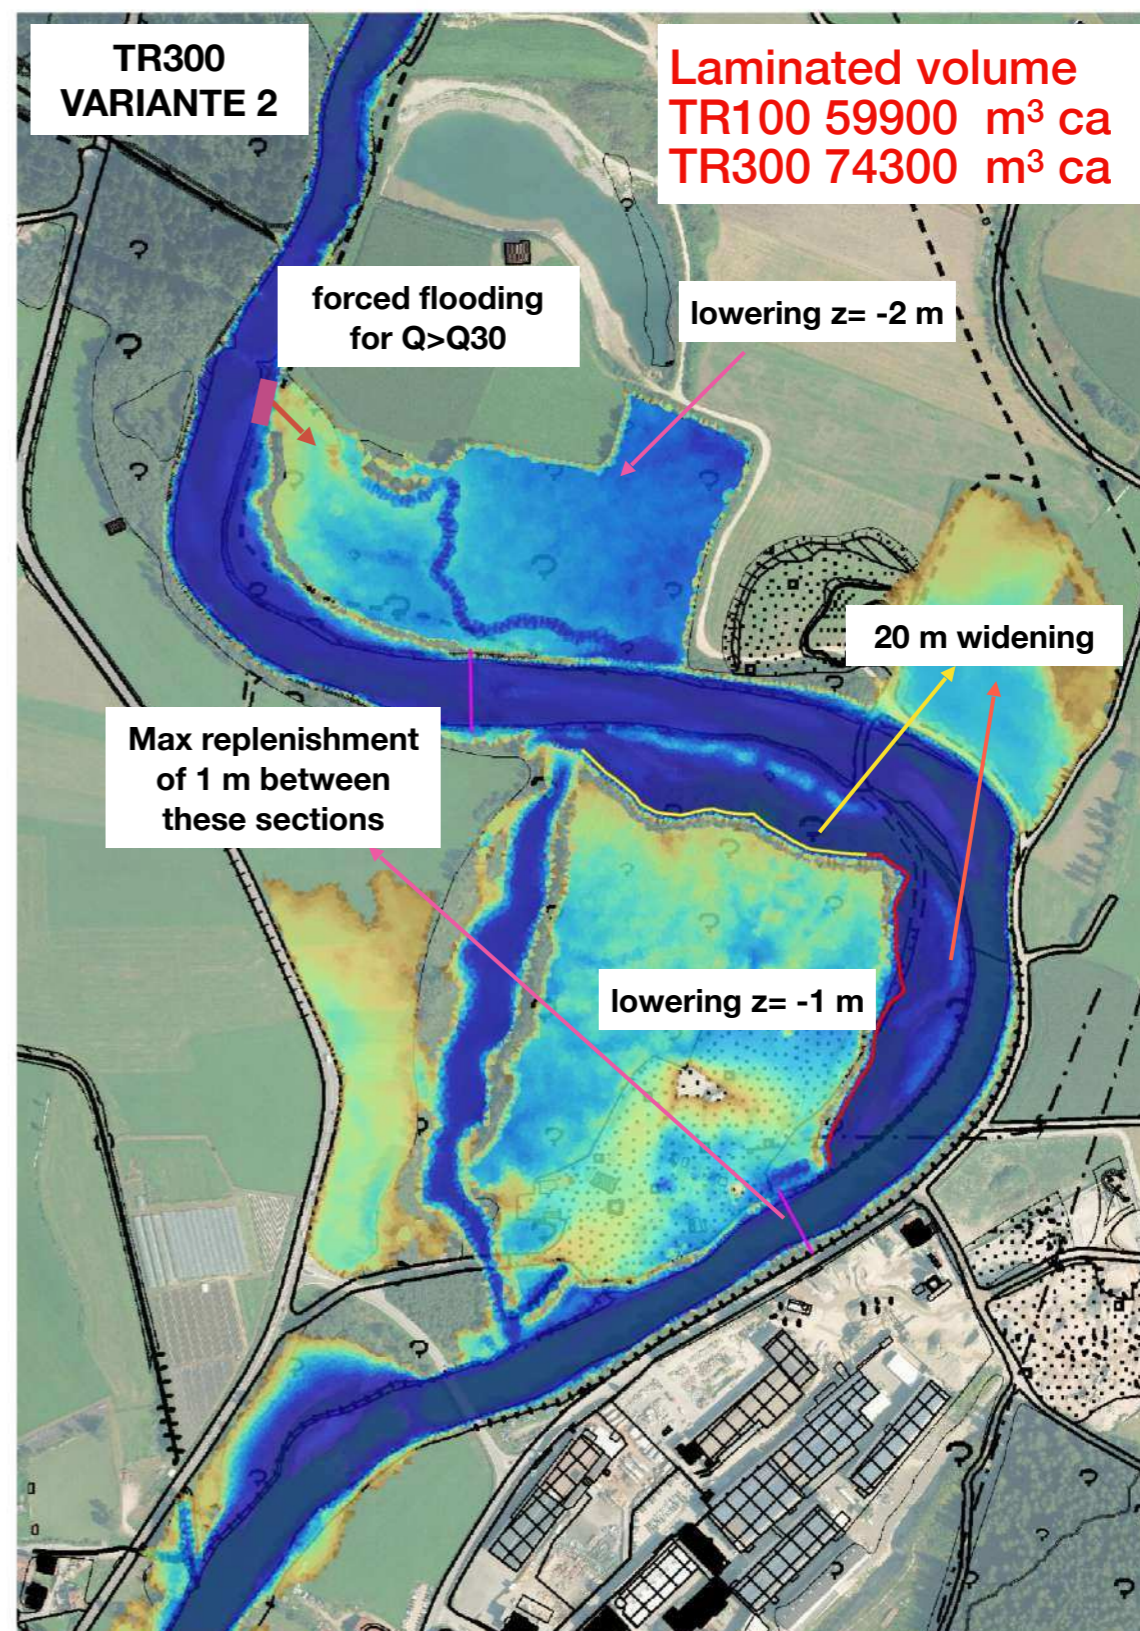 TR300
VARIANTE 2
Laminated volume
TR100 59900 m³ ca
TR300 74300 m³ ca
forced flooding
for Q>Q30
lowering z= -2 m
20 m widening
Max replenishment
of 1 m between
these sections
lowering z= -1 m